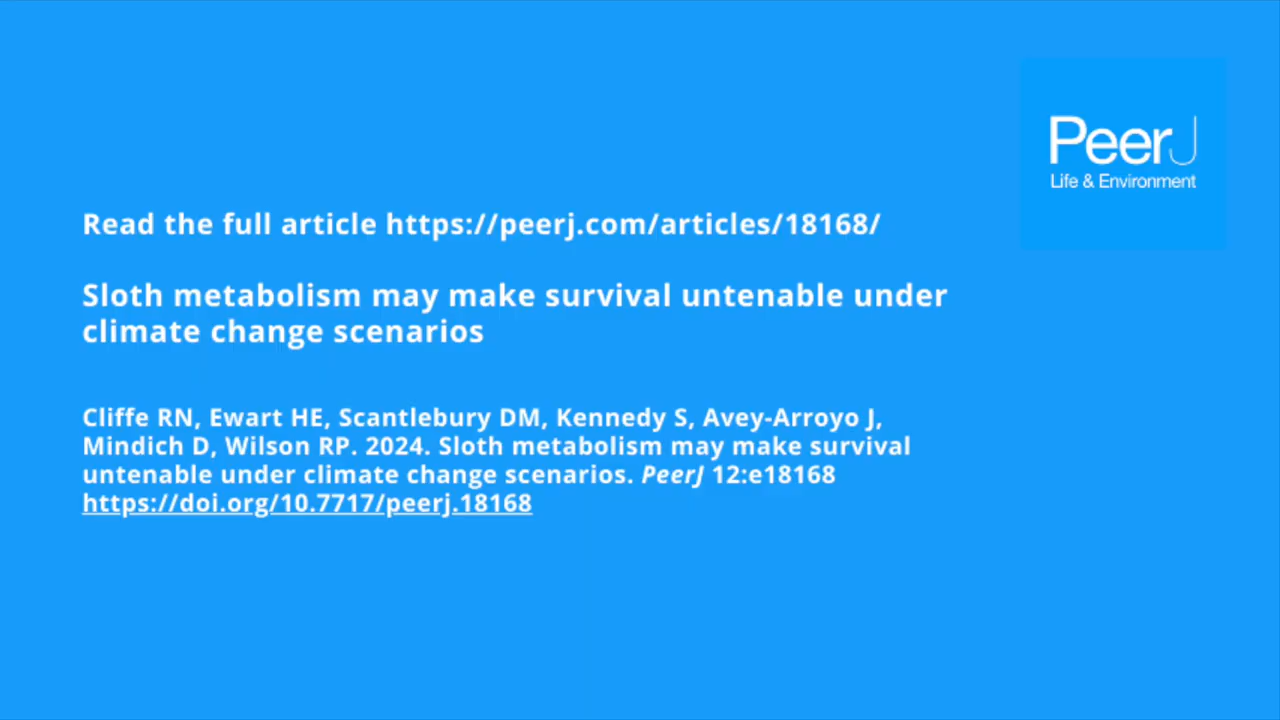 PeerJ
Life & Environment
Read the full article https://peerj.com/articles/18168/
Sloth metabolism may make survival untenable under
climate change scenarios
Cliffe RN, Ewart HE, Scantlebury DM, Kennedy S, Avey-Arroyo J,
Mindich D, Wilson RP. 2024. Sloth metabolism may make survival
untenable under climate change scenarios. PeerJ 12:e18168
https://doi.org/10.7717/peerj.18168